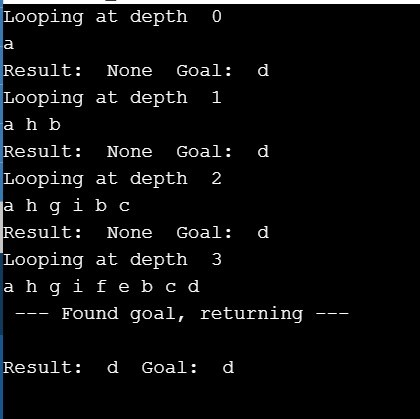 Looping at depth  0
a
Result:  None  Goal:  d
Looping at depth  1
a h b
Result:  None  Goal:  d
Looping at depth  2
a h g i b c
Result:  None  Goal:  d
Looping at depth  3
a h g i f e b c d
 --- Found goal, returning ---
Result:  d  Goal:  d